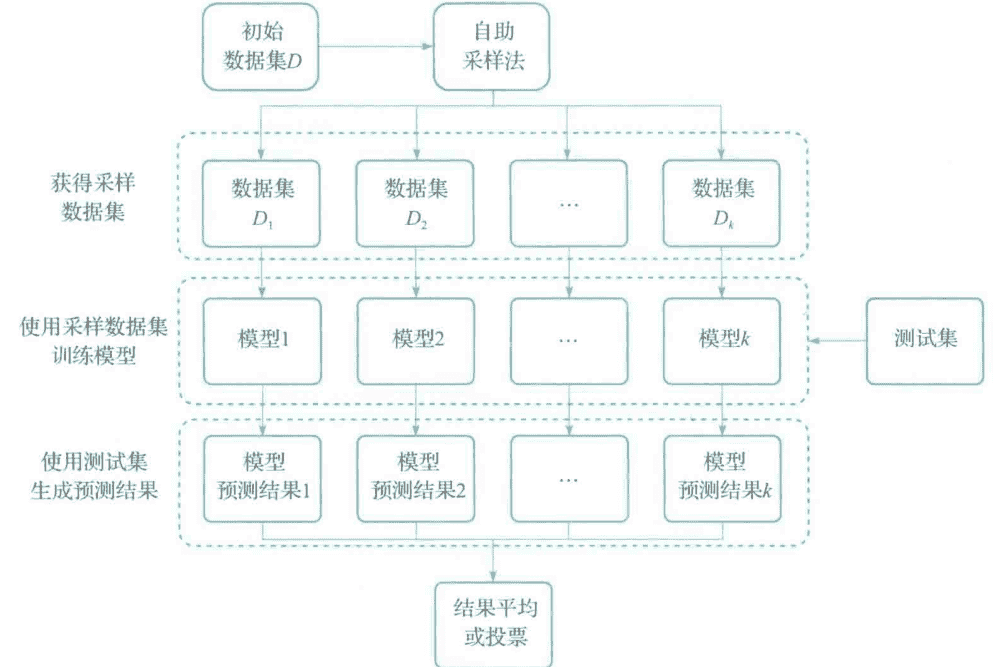 初始
数据集D
自助
采样法
获得采样
数据集
数据集
D₁
数据集
D₂
…
数据集
Dₖ
使用采样数据集
训练模型
模型1
模型2
…
模型k
测试集
使用测试集
生成预测结果
模型
预测结果1
模型
预测结果2
…
模型
预测结果k
结果平均
或投票